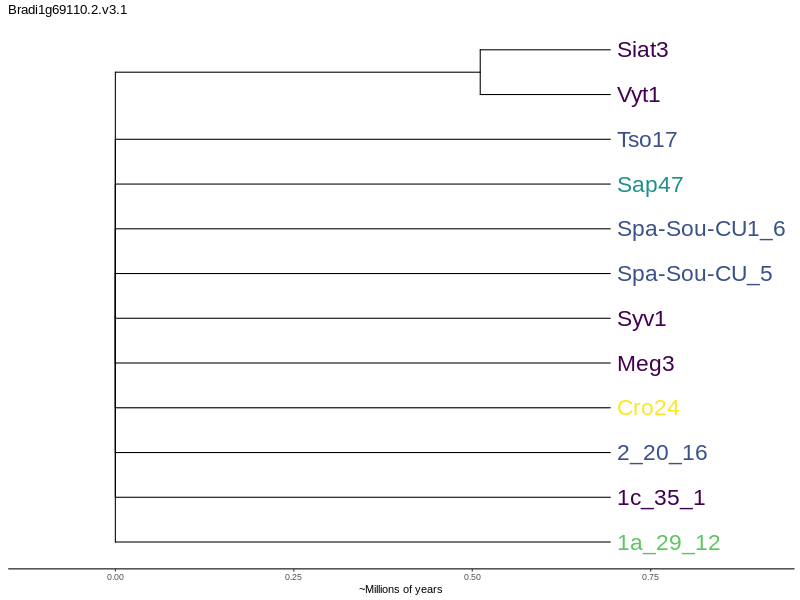 Bradi1g69110.2.v3.1
Siat3
Vyt1
Tso17
Sap47
Spa-Sou-CU1_6
Spa-Sou-CU_5
Syv1
Meg3
Cro24
2_20_16
1c_35_1
1a_29_12
0.00 0.25 0.50 0.75
~Millions of years